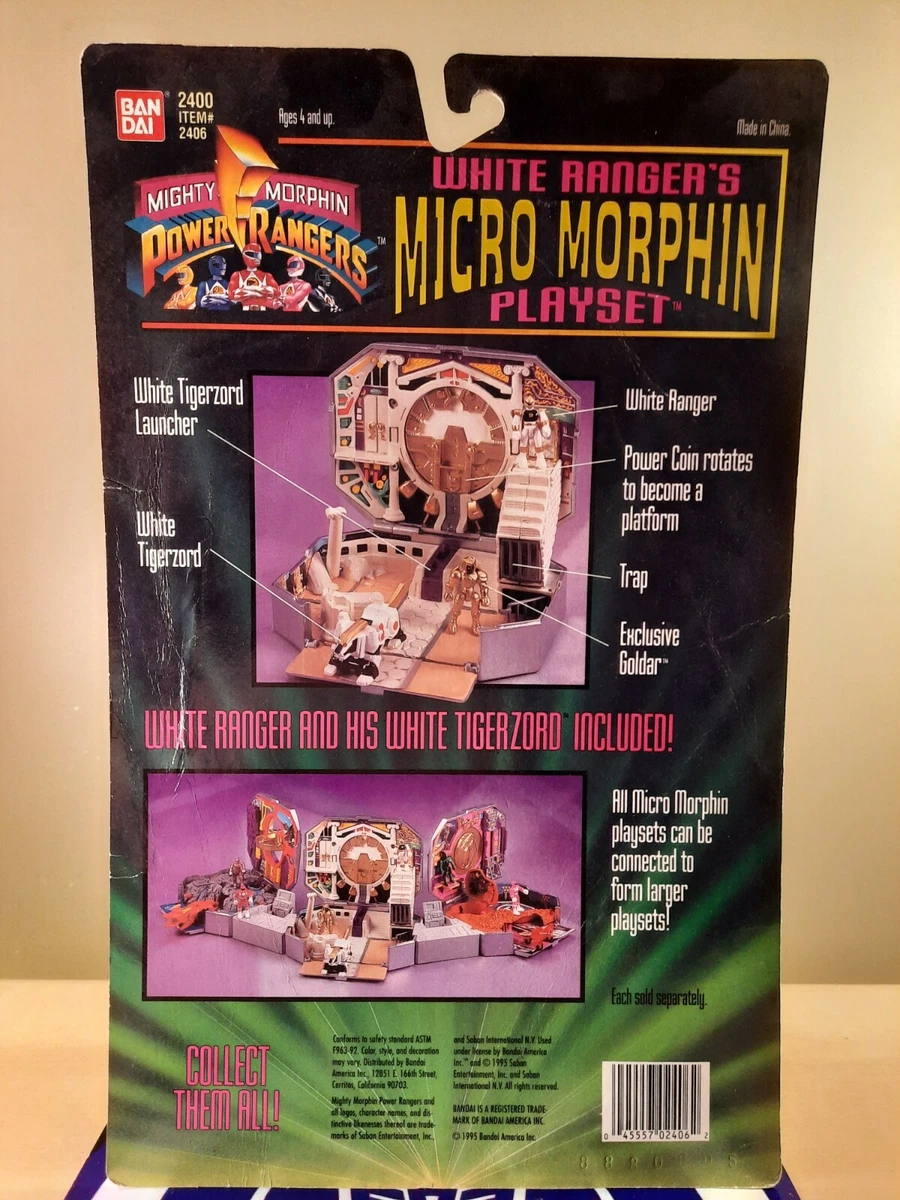 BAN
DAI
®
2400
ITEM#
2406
Ages 4 and up.
Made in China.
MIGHTY MORPHIN
POWER RANGERS™
WHITE RANGER'S
MICRO MORPHIN
PLAYSET™
White Tigerzord
Launcher
White
Tigerzord
White Ranger
Power Coin rotates
to become a
platform
Trap
Exclusive
Goldar™
WHITE RANGER AND HIS WHITE TIGERZORD™ INCLUDED!
All Micro Morphin
playsets can be
connected to
form larger
playsets!
Each sold separately.
COLLECT
THEM ALL!
Conforms to safety standard ASTM
F963-92. Color, style, and decoration
may vary. Distributed by Bandai
America Inc., 12851 E. 166th Street,
Cerritos, California 90703.
Mighty Morphin Power Rangers and
all logos, character names, and dis-
tinctive likenesses thereof are trade-
marks of Saban Entertainment, Inc.
and Saban International N.V. Used
under license by Bandai America
Inc.™ and © 1995 Saban
Entertainment, Inc. and Saban
International N.V. All rights reserved.
BANDAI IS A REGISTERED TRADE-
MARK OF BANDAI AMERICA INC.
© 1995 Bandai America Inc.
0 45557 02406 2